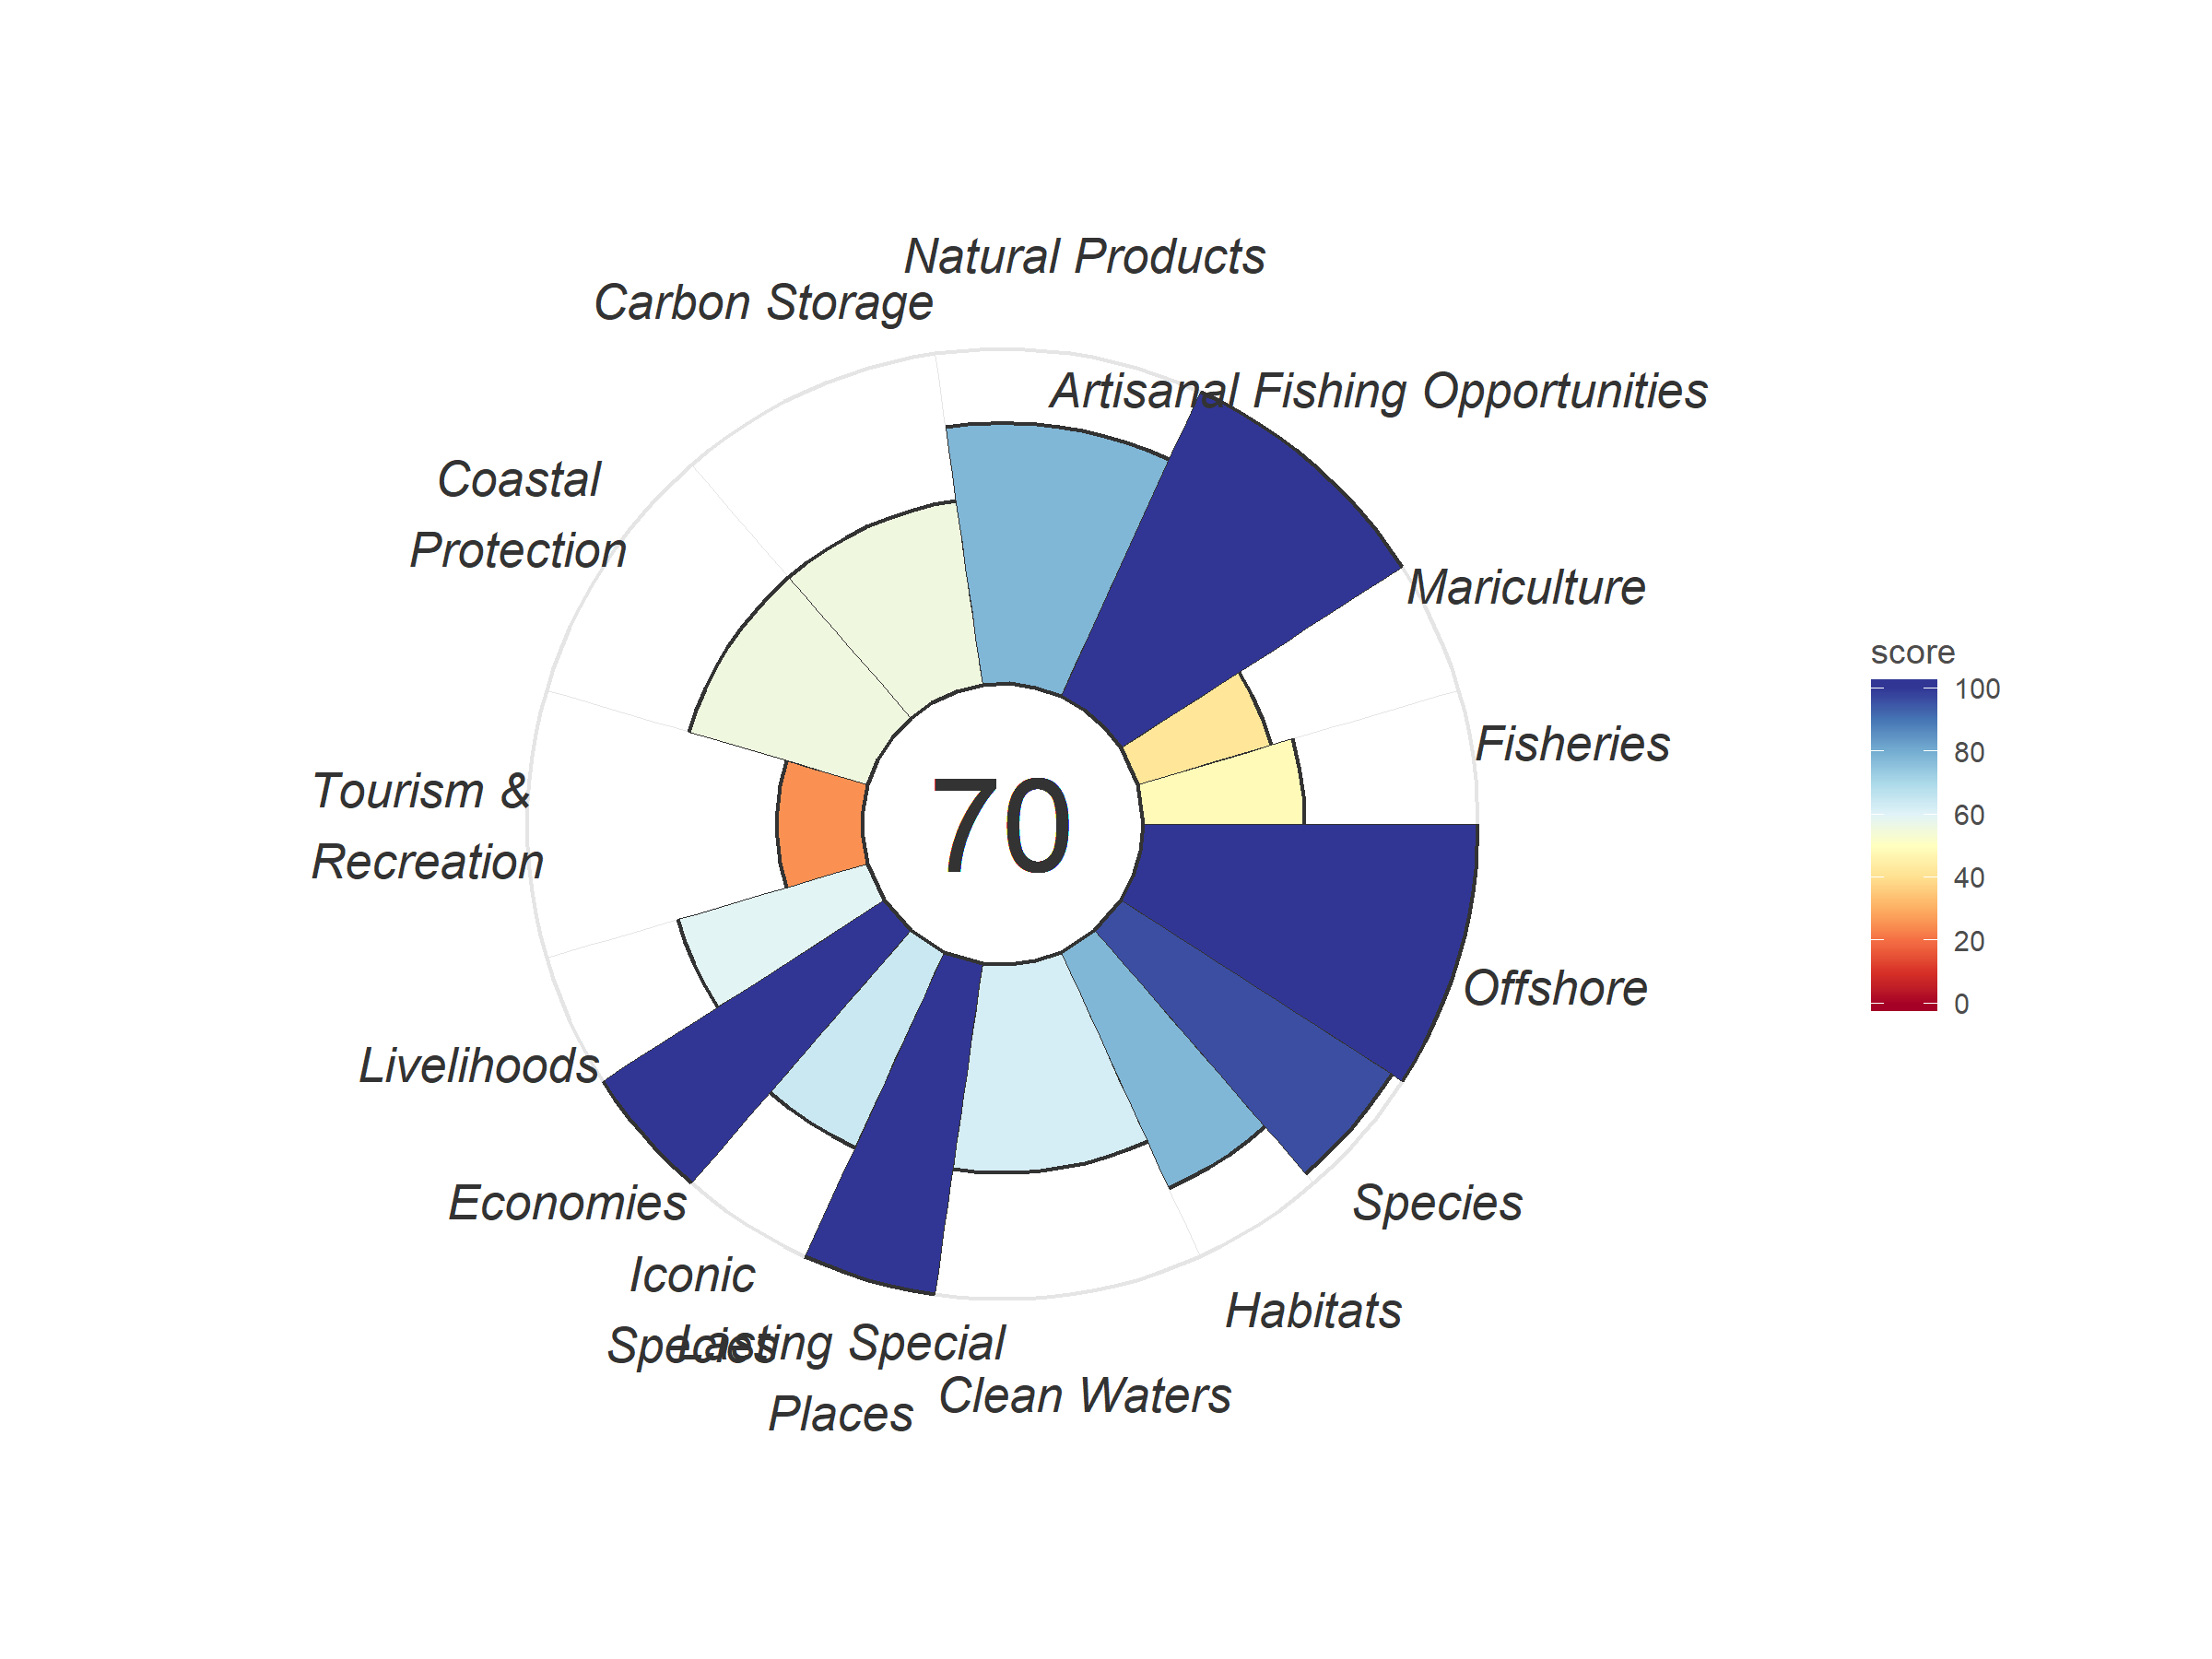 Natural Products
Carbon Storage
Artisanal Fishing Opportunities
Coastal
Protection
Mariculture
Fisheries
Tourism &
Recreation
70
Offshore
Livelihoods
Economies
Species
Iconic
Species
Habitats
Lasting Special
Places
Clean Waters
score
100
80
60
40
20
0